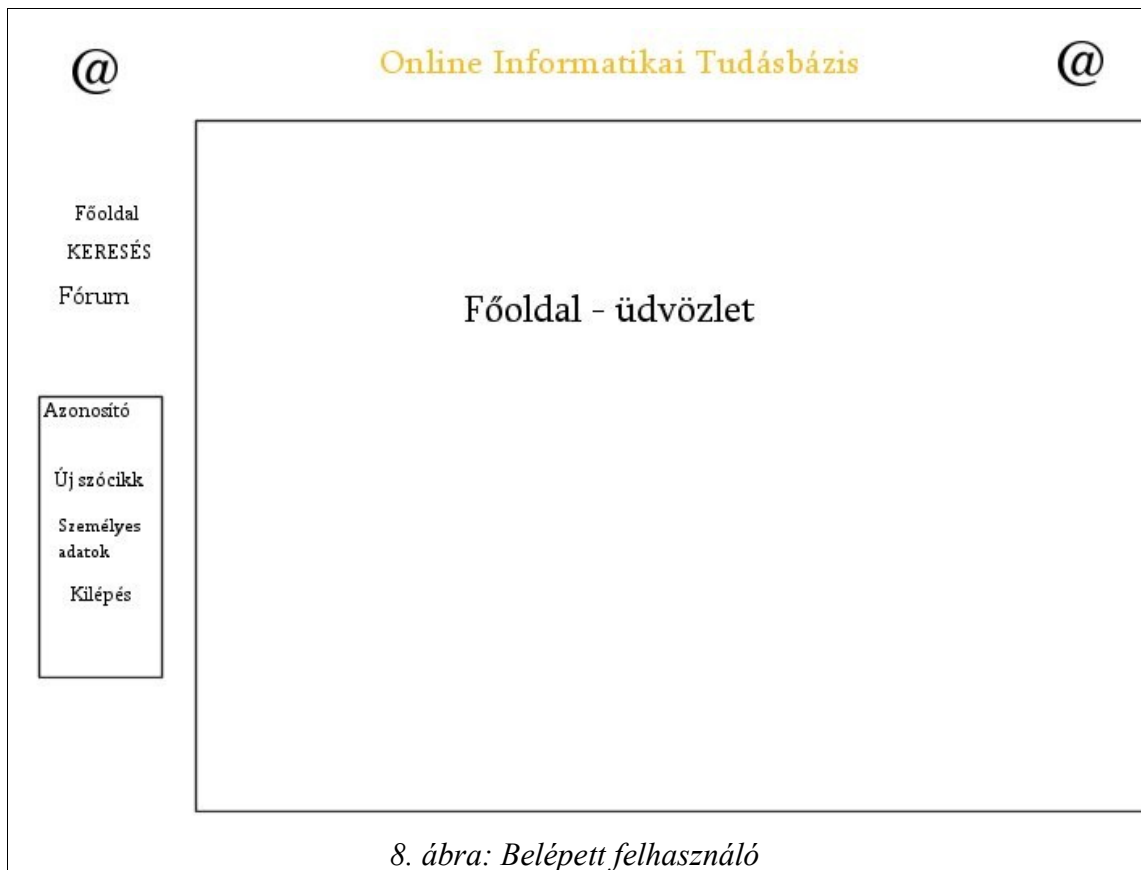 @ Online Informatikai Tudásbázis @
Főoldal
KERESÉS
Fórum
Főoldal - üdvözlet
Azonosító
Új szócikk
Személyes
adatok
Kilépés
8. ábra: Belépett felhasználó